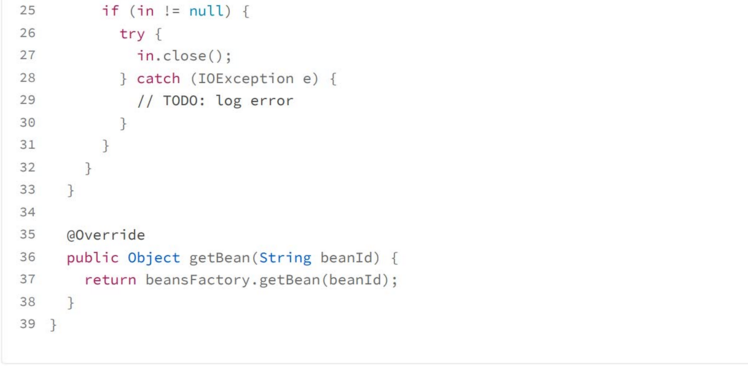 25 if (in != null) {
26 try {
27 in.close();
28 } catch (IOException e) {
29 // TODO: log error
30 }
31 }
32 }
33 }
34
35 @Override
36 public Object getBean(String beanId) {
37 return beansFactory.getBean(beanId);
38 }
39 }